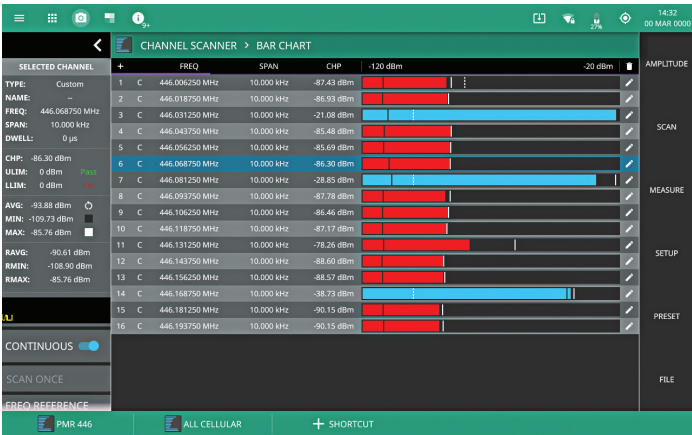 9+
27%
14:32
00 MAR 0000
CHANNEL SCANNER > BAR CHART
SELECTED CHANNEL
TYPE: Custom
NAME: --
FREQ: 446.068750 MHz
SPAN: 10.000 kHz
DWELL: 0 µs
CHP: -86.30 dBm
ULIM: 0 dBm Pass
LLIM: 0 dBm
AVG: -93.88 dBm
MIN: -109.73 dBm
MAX: -85.76 dBm
RAVG: -90.61 dBm
RMIN: -108.90 dBm
RMAX: -85.76 dBm
CONTINUOUS
SCAN ONCE
FREQ REFERENCE
+ FREQ SPAN CHP -120 dBm -20 dBm
1 C 446.006250 MHz 10.000 kHz -87.43 dBm
2 C 446.018750 MHz 10.000 kHz -86.93 dBm
3 C 446.031250 MHz 10.000 kHz -21.08 dBm
4 C 446.043750 MHz 10.000 kHz -85.48 dBm
5 C 446.056250 MHz 10.000 kHz -85.69 dBm
6 C 446.068750 MHz 10.000 kHz -86.30 dBm
7 C 446.081250 MHz 10.000 kHz -28.85 dBm
8 C 446.093750 MHz 10.000 kHz -87.78 dBm
9 C 446.106250 MHz 10.000 kHz -86.46 dBm
10 C 446.118750 MHz 10.000 kHz -87.17 dBm
11 C 446.131250 MHz 10.000 kHz -78.26 dBm
12 C 446.143750 MHz 10.000 kHz -88.60 dBm
13 C 446.156250 MHz 10.000 kHz -88.57 dBm
14 C 446.168750 MHz 10.000 kHz -38.73 dBm
15 C 446.181250 MHz 10.000 kHz -90.15 dBm
16 C 446.193750 MHz 10.000 kHz -90.15 dBm
AMPLITUDE
SCAN
MEASURE
SETUP
PRESET
FILE
PMR 446
ALL CELLULAR
+ SHORTCUT